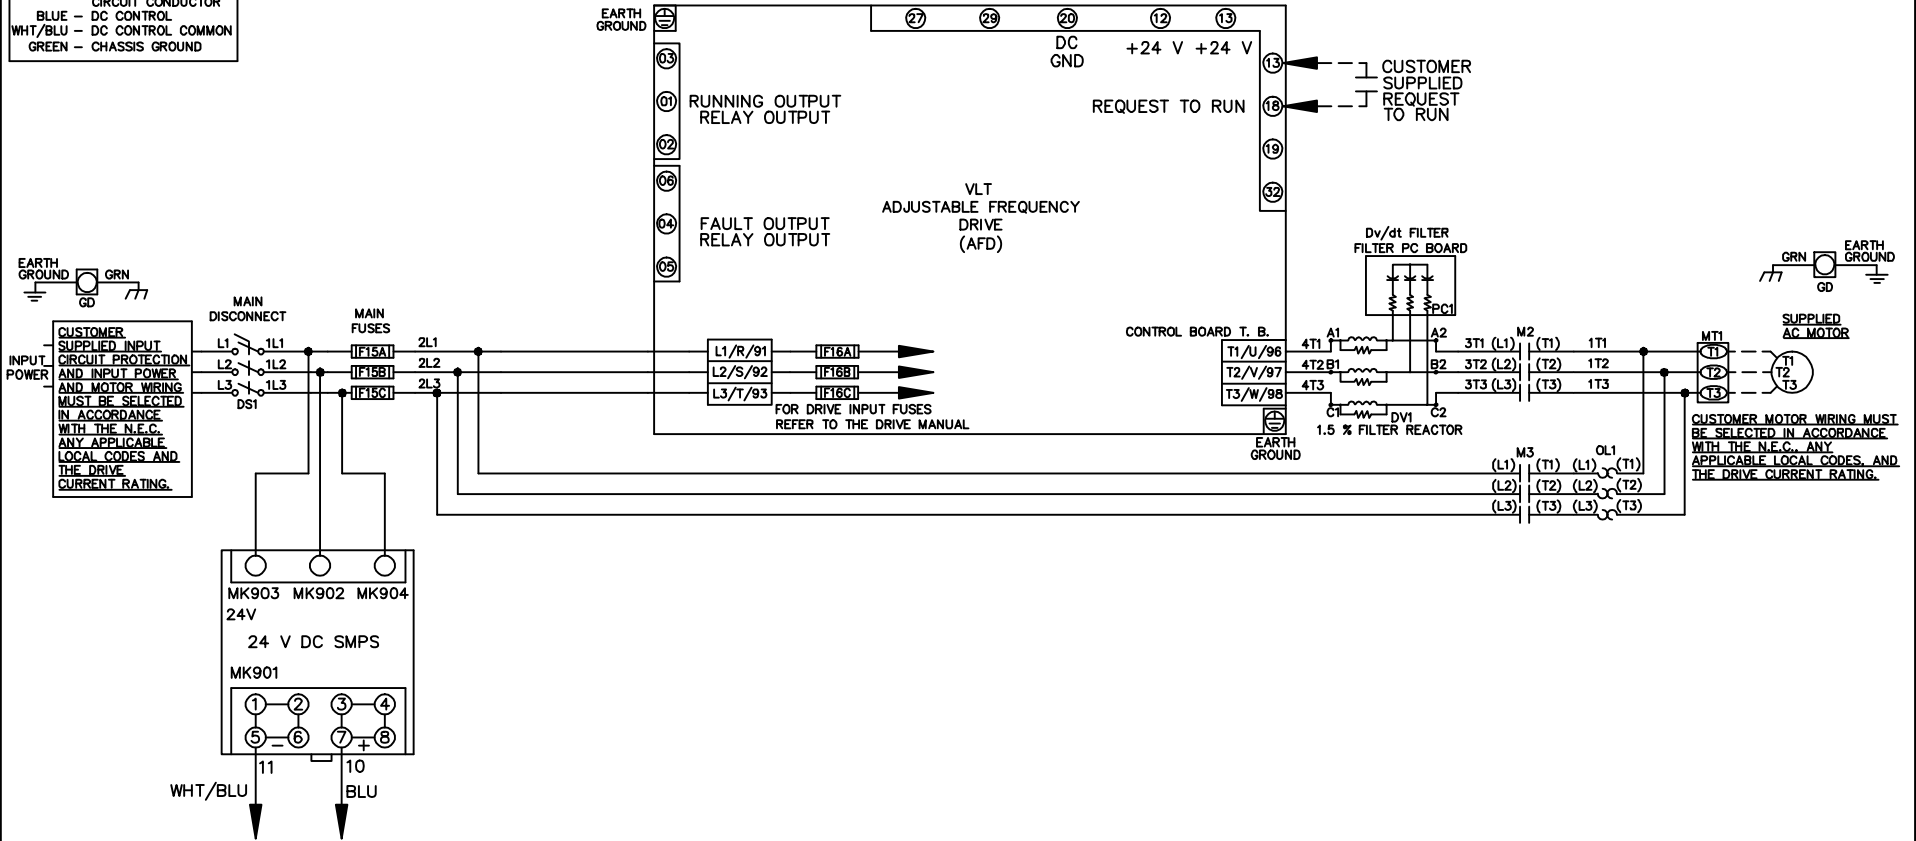 CIRCUIT CONDUCTOR
BLUE – DC CONTROL
WHT/BLU – DC CONTROL COMMON
GREEN – CHASSIS GROUND
EARTH
GROUND
27 29 20 12 13
DC
GND
+24 V +24 V
03
01
02
RUNNING OUTPUT
RELAY OUTPUT
06
04
05
FAULT OUTPUT
RELAY OUTPUT
REQUEST TO RUN
13
18
19
32
CUSTOMER
SUPPLIED
REQUEST
TO RUN
VLT
ADJUSTABLE FREQUENCY
DRIVE
(AFD)
EARTH
GROUND
GRN
GD
INPUT
POWER
CUSTOMER
SUPPLIED INPUT
CIRCUIT PROTECTION
AND INPUT POWER
AND MOTOR WIRING
MUST BE SELECTED
IN ACCORDANCE
WITH THE N.E.C.
ANY APPLICABLE
LOCAL CODES AND
THE DRIVE
CURRENT RATING.
MAIN
DISCONNECT
L1 1L1
L2 1L2
L3 1L3
DS1
MAIN
FUSES
F15A 2L1
F15B 2L2
F15C 2L3
L1/R/91 F16A
L2/S/92 F16B
L3/T/93 F16C
FOR DRIVE INPUT FUSES
REFER TO THE DRIVE MANUAL
CONTROL BOARD T. B.
T1/U/96
T2/V/97
T3/W/98
EARTH
GROUND
Dv/dt FILTER
FILTER PC BOARD
PC1
4T1 A1 A2
4T2 B1 B2
4T3
C1 C2
DV1
1.5 % FILTER REACTOR
M2
3T1 (L1) (T1) 1T1
3T2 (L2) (T2) 1T2
3T3 (L3) (T3) 1T3
M3
OL1
(L1) (T1) (L1) (T1)
(L2) (T2) (L2) (T2)
(L3) (T3) (L3) (T3)
GRN
EARTH
GROUND
GD
SUPPLIED
AC MOTOR
MT1
T1
T2
T3
T1
T2
T3
CUSTOMER MOTOR WIRING MUST
BE SELECTED IN ACCORDANCE
WITH THE N.E.C., ANY
APPLICABLE LOCAL CODES, AND
THE DRIVE CURRENT RATING.
MK903 MK902 MK904
24V
24 V DC SMPS
MK901
1 2 3 4
5 6 7 8
– +
11 10
WHT/BLU BLU